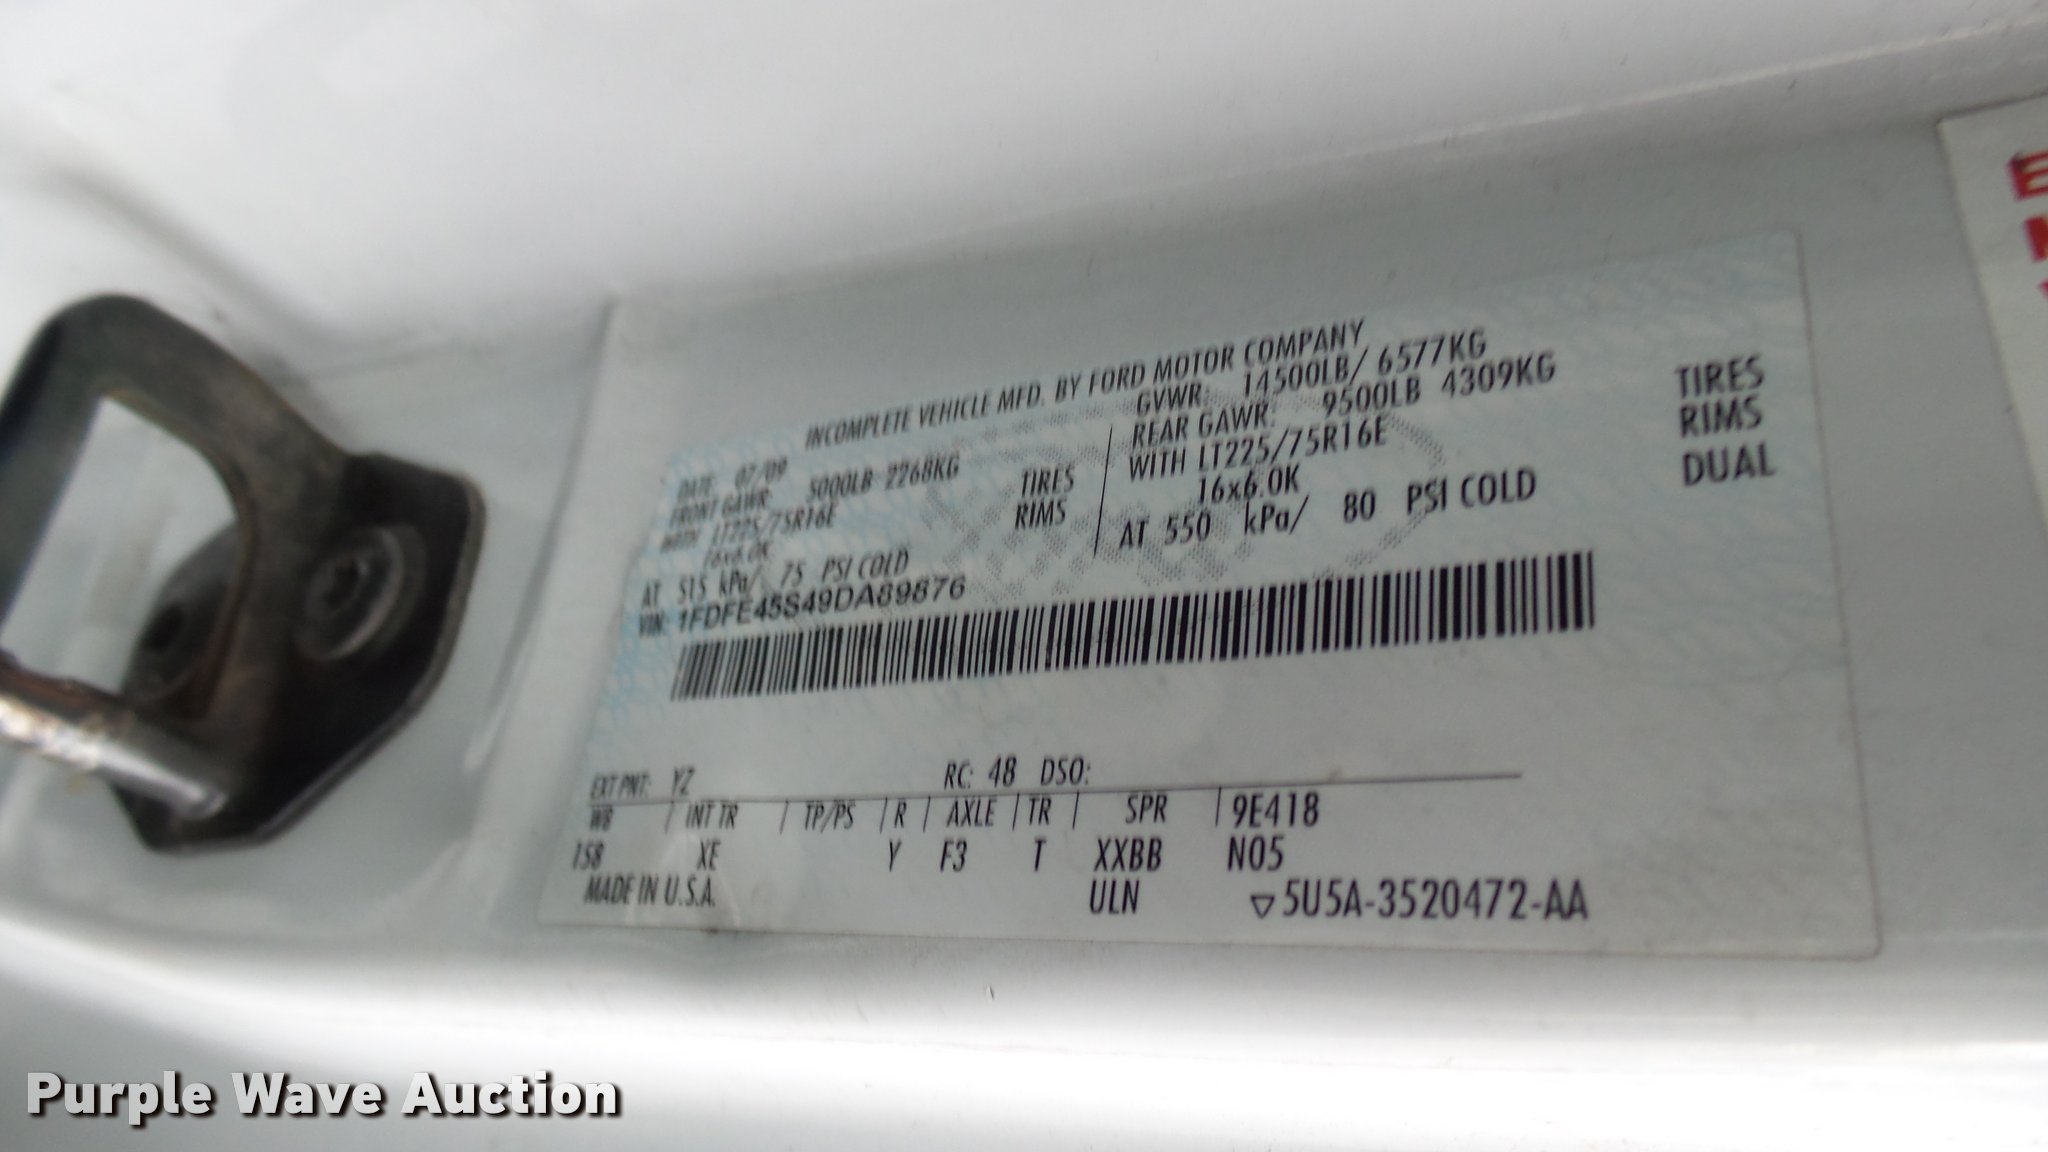 INCOMPLETE VEHICLE MFD. BY FORD MOTOR COMPANY
DATE: 07/09 GVWR: 14500LB/ 6577KG
FRONT GAWR: 5000LB 2268KG REAR GAWR: 9500LB 4309KG
WITH LT225/75R16E TIRES WITH LT225/75R16E TIRES
16x6.0K RIMS 16x6.0K RIMS
AT 515 kPa/ 75 PSI COLD AT 550 kPa/ 80 PSI COLD DUAL
VIN: 1FDFE45S49DA89876
EXT PNT: YZ RC: 48 DSO:
WB | INT TR | TP/PS | R | AXLE | TR | SPR | 9E418
158 XE Y F3 T XXBB N05
MADE IN U.S.A. ULN ▽5U5A-3520472-AA
Purple Wave Auction